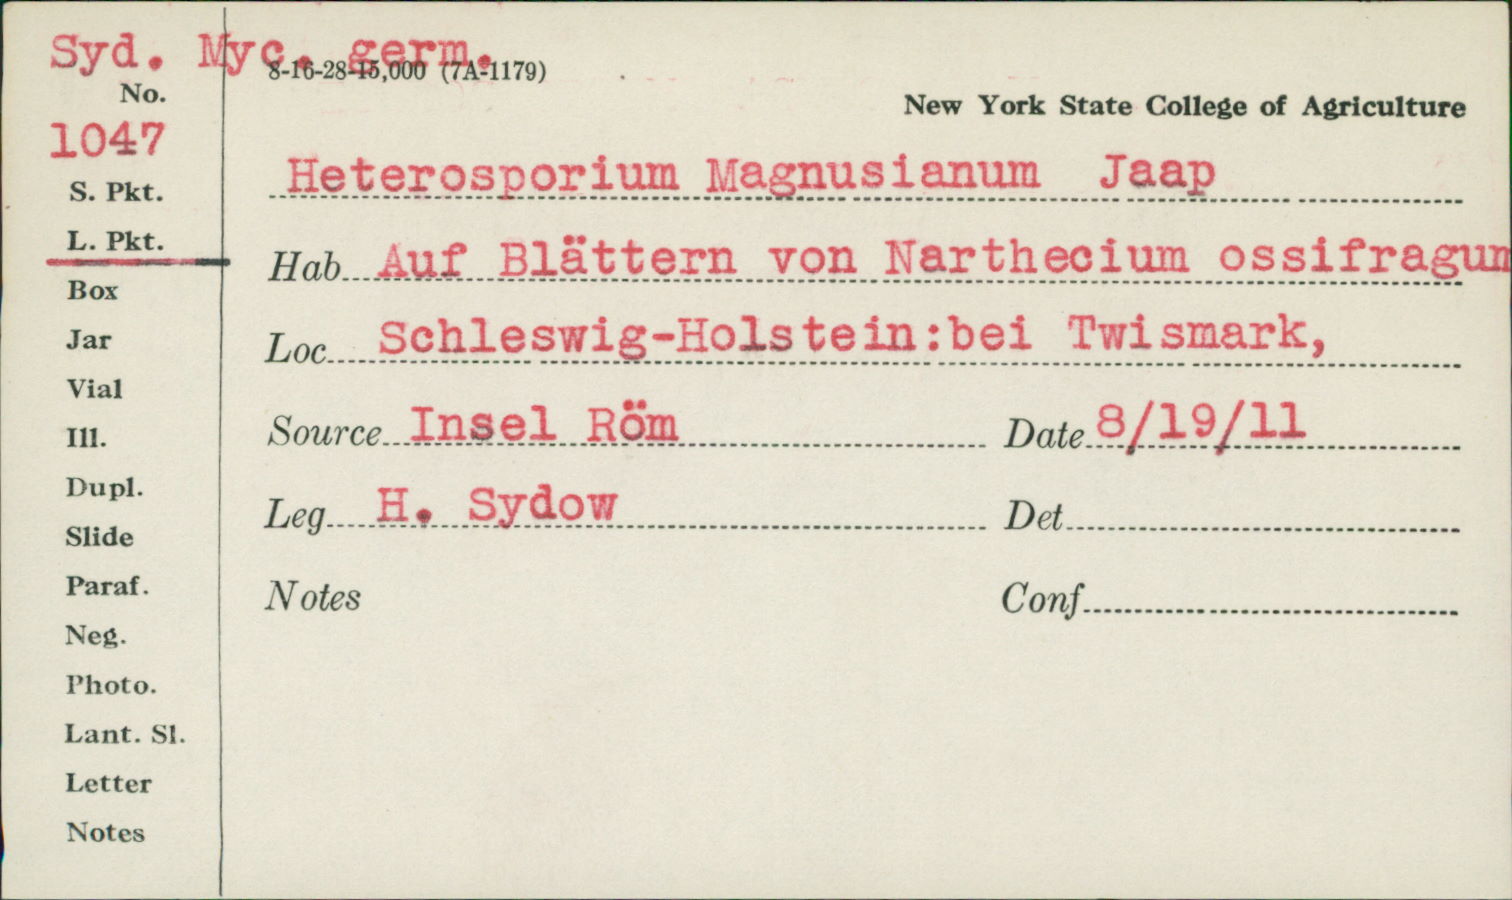 Syd. Myc. germ.
8-16-28-15,000 (7A-1179)
No.
New York State College of Agriculture
1047
Heterosporium Magnusianum Jaap
S. Pkt.
L. Pkt.
Hab. Auf Blättern von Narthecium ossifragum
Box
Loc. Schleswig-Holstein:bei Twismark,
Jar
Vial
Source Insel Röm Date 8/19/11
Ill.
Dupl.
Leg. H. Sydow Det.
Slide
Paraf.
Notes Conf.
Neg.
Photo.
Lant. Sl.
Letter
Notes